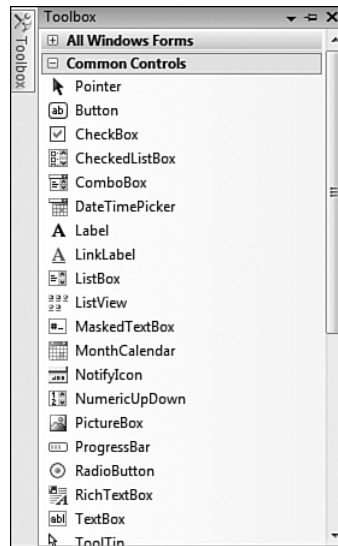 Toolbox
Toolbox
All Windows Forms
Common Controls
Pointer
Button
CheckBox
CheckedListBox
ComboBox
DateTimePicker
Label
LinkLabel
ListBox
ListView
MaskedTextBox
MonthCalendar
NotifyIcon
NumericUpDown
PictureBox
ProgressBar
RadioButton
RichTextBox
TextBox
ToolTip